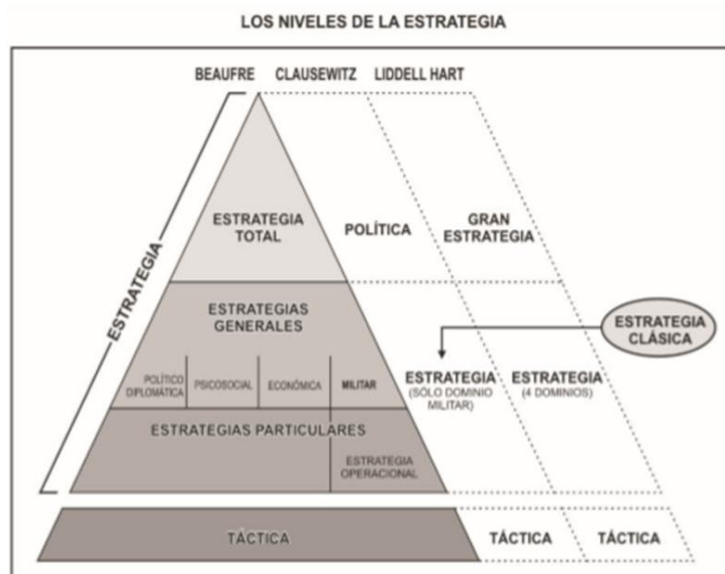 LOS NIVELES DE LA ESTRATEGIA
BEAUFRE CLAUSEWITZ LIDDELL HART
ESTRATEGIA
ESTRATEGIA
TOTAL
POLÍTICA
GRAN
ESTRATEGIA
ESTRATEGIAS
GENERALES
ESTRATEGIA
CLÁSICA
POLÍTICO
DIPLOMÁTICA
PSICOSOCIAL
ECONÓMICA
MILITAR
ESTRATEGIA
(SÓLO DOMINIO
MILITAR)
ESTRATEGIA
(4 DOMINIOS)
ESTRATEGIAS PARTICULARES
ESTRATEGIA
OPERACIONAL
TÁCTICA
TÁCTICA
TÁCTICA